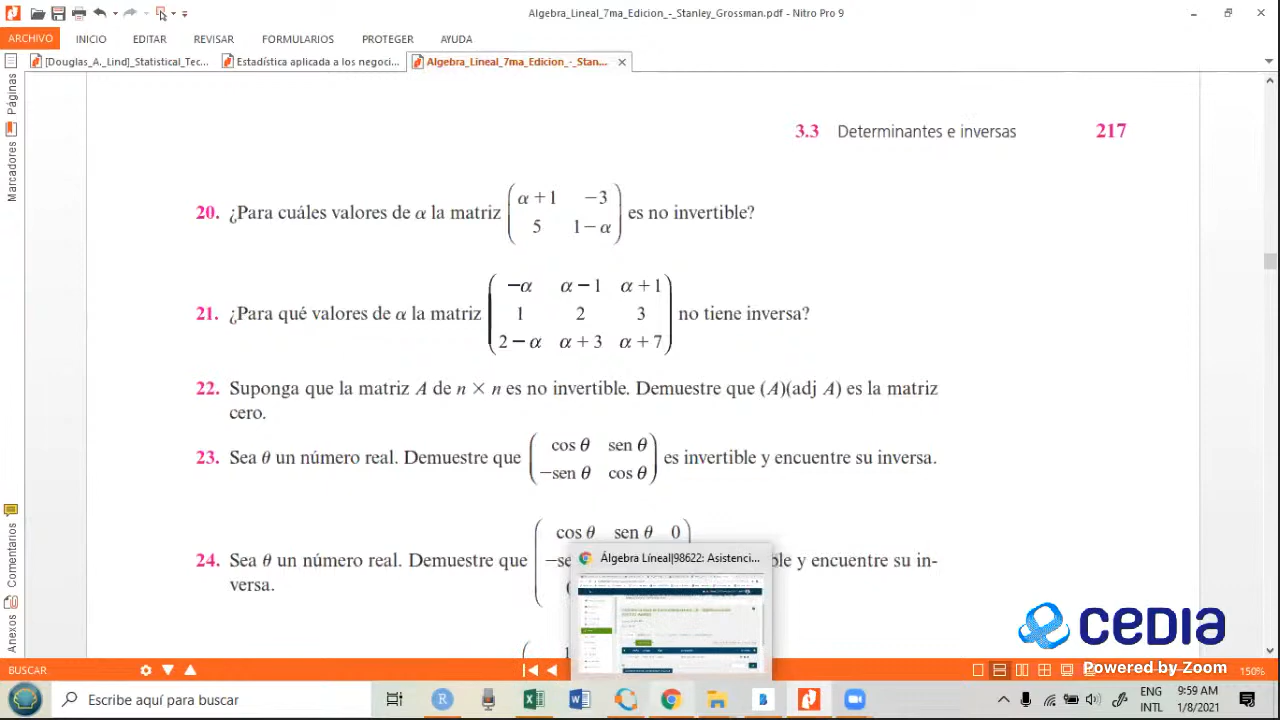 Algebra_Lineal_7ma_Edicion_-_Stanley_Grossman.pdf - Nitro Pro 9
ARCHIVO INICIO EDITAR REVISAR FORMULARIOS PROTEGER AYUDA
[Douglas_A._Lind]_Statistical_Tec... Estadística aplicada a los negoci... Algebra_Lineal_7ma_Edicion_-_Stan...
Páginas
Marcadores
Comentarios
Anexos
3.3 Determinantes e inversas 217
α + 1 −3
20. ¿Para cuáles valores de α la matriz es no invertible?
5 1 − α
−α α − 1 α + 1
21. ¿Para qué valores de α la matriz 1 2 3 no tiene inversa?
2 − α α + 3 α + 7
22. Suponga que la matriz A de n × n es no invertible. Demuestre que (A)(adj A) es la matriz
cero.
cos θ sen θ
23. Sea θ un número real. Demuestre que es invertible y encuentre su inversa.
−sen θ cos θ
cos θ sen θ 0
24. Sea θ un número real. Demuestre que −se ble y encuentre su in-
versa.
Álgebra Líneal|98622: Asistenci...
cenia
Powered by Zoom
BUSCAR 150%
Escribe aquí para buscar
ENG 9:59 AM
INTL 1/8/2021